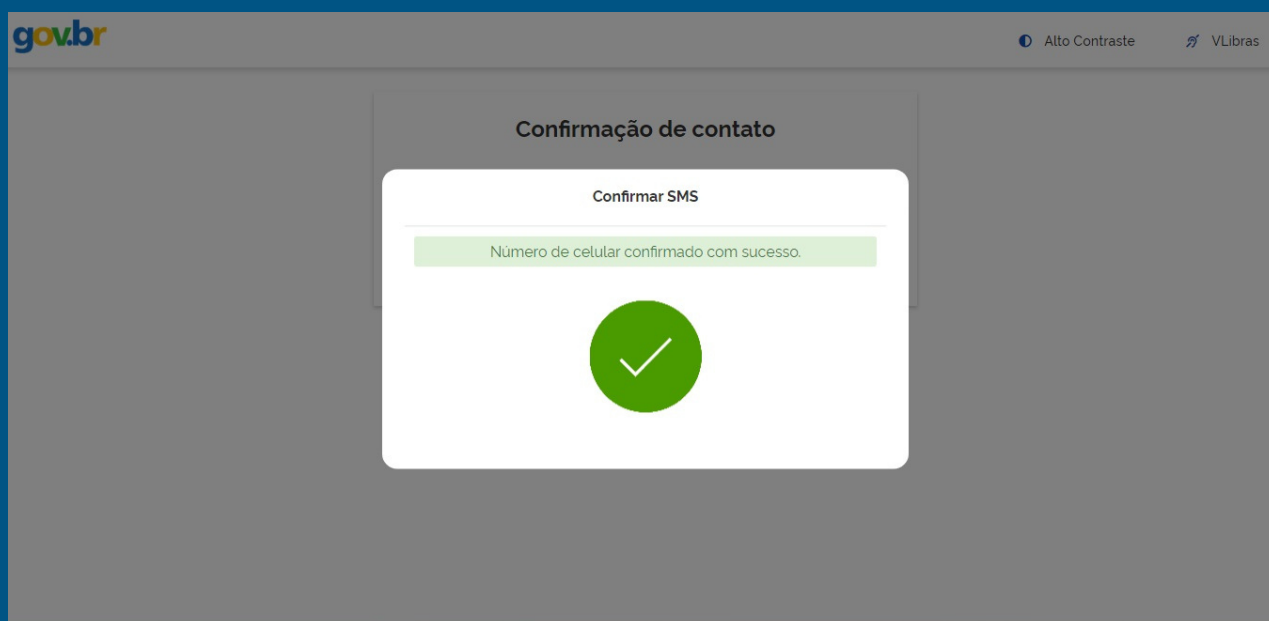 gov.br
Alto Contraste
VLibras
Confirmação de contato
Confirmar SMS
Número de celular confirmado com sucesso.